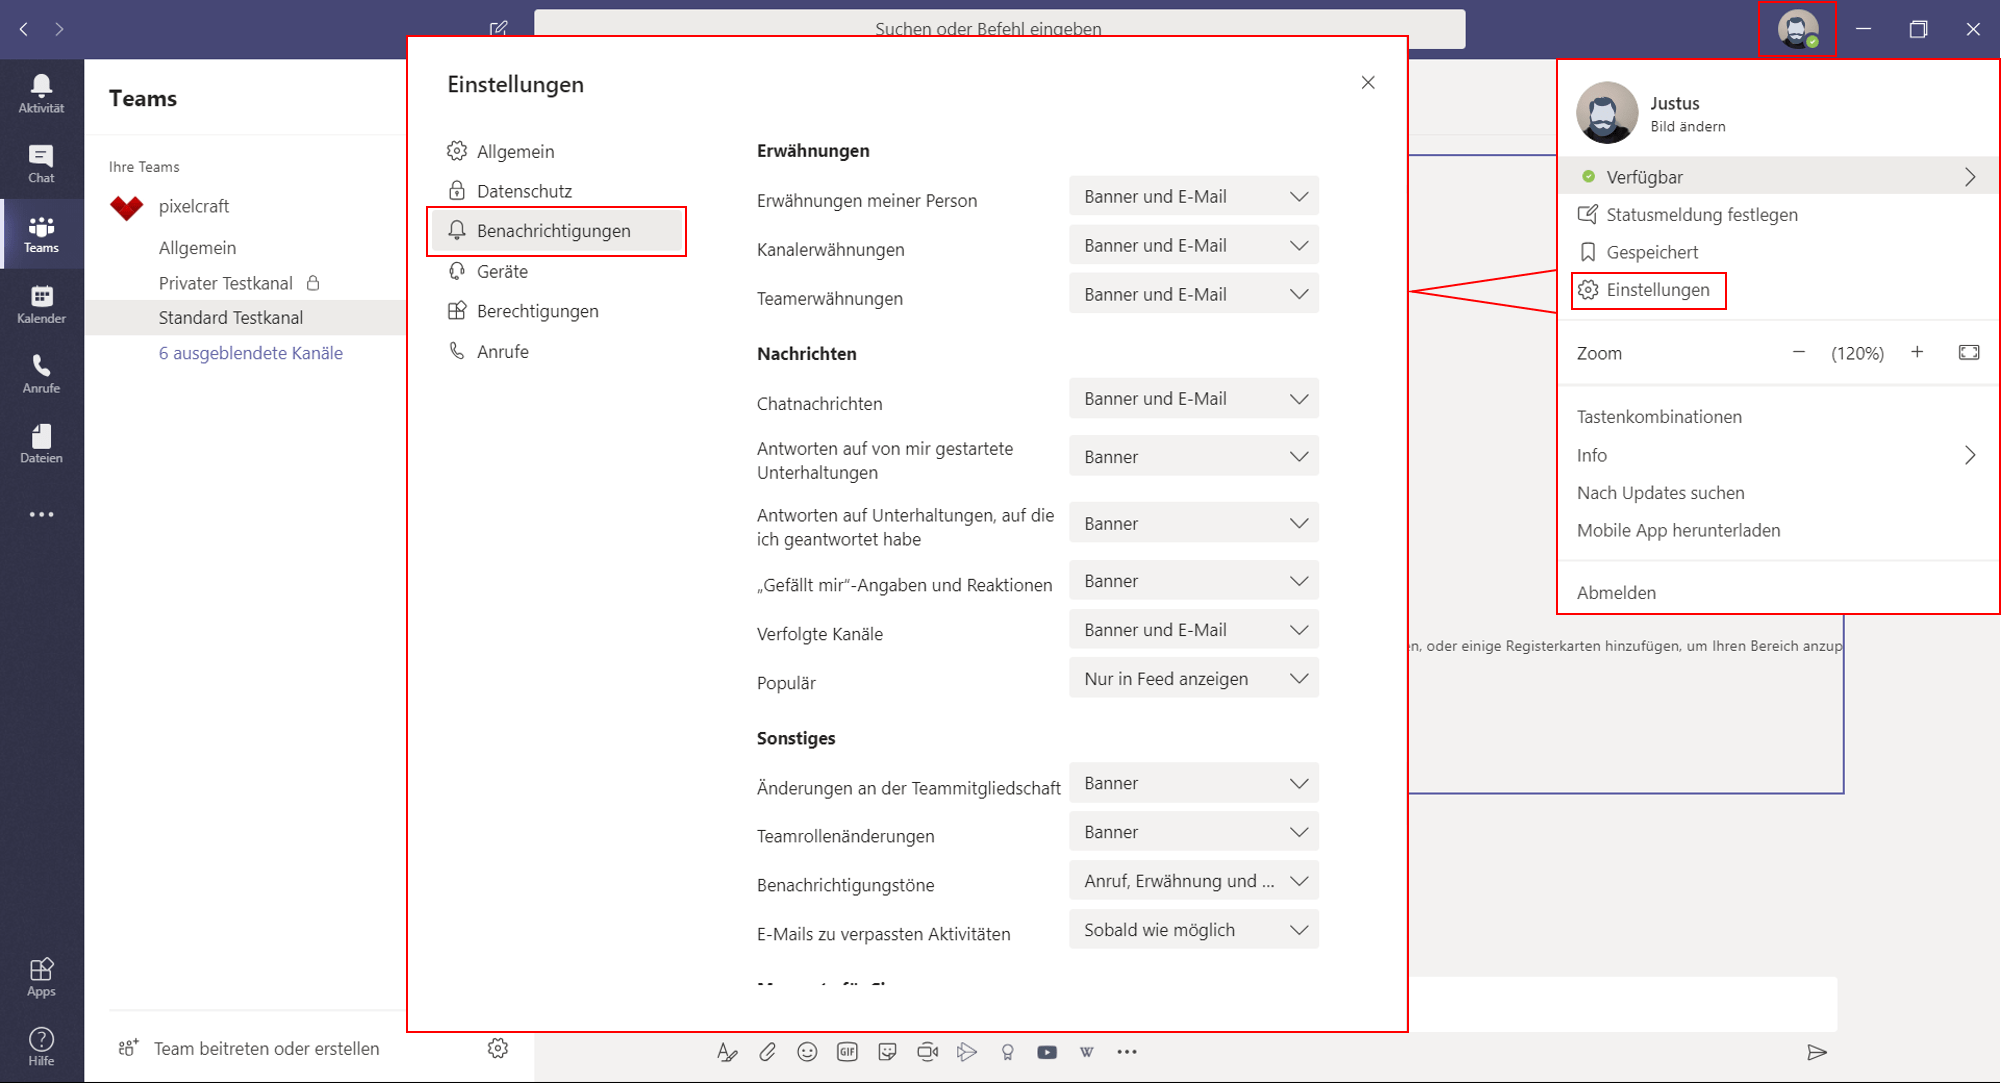 Suchen oder Befehl eingeben
Aktivität
Chat
Teams
Kalender
Anrufe
Dateien
Apps
Hilfe
Teams
Ihre Teams
pixelcraft
Allgemein
Privater Testkanal
Standard Testkanal
6 ausgeblendete Kanäle
Team beitreten oder erstellen
Einstellungen
Allgemein
Datenschutz
Benachrichtigungen
Geräte
Berechtigungen
Anrufe
Erwähnungen
Erwähnungen meiner Person Banner und E-Mail
Kanalerwähnungen Banner und E-Mail
Teamerwähnungen Banner und E-Mail
Nachrichten
Chatnachrichten Banner und E-Mail
Antworten auf von mir gestartete
Unterhaltungen Banner
Antworten auf Unterhaltungen, auf die
ich geantwortet habe Banner
„Gefällt mir“-Angaben und Reaktionen Banner
Verfolgte Kanäle Banner und E-Mail
Populär Nur in Feed anzeigen
Sonstiges
Änderungen an der Teammitgliedschaft Banner
Teamrollenänderungen Banner
Benachrichtigungstöne Anruf, Erwähnung und ...
E-Mails zu verpassten Aktivitäten Sobald wie möglich
Justus
Bild ändern
Verfügbar
Statusmeldung festlegen
Gespeichert
Einstellungen
Zoom (120%)
Tastenkombinationen
Info
Nach Updates suchen
Mobile App herunterladen
Abmelden
, oder einige Registerkarten hinzufügen, um Ihren Bereich anzup
GIF
W